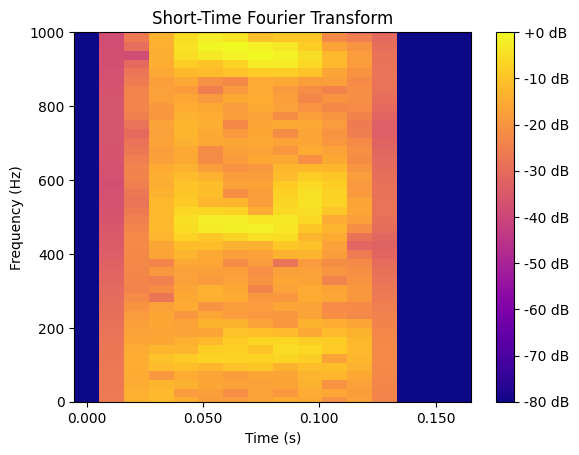 Short-Time Fourier Transform
Frequency (Hz)
1000
800
600
400
200
0
0.000
0.050
0.100
0.150
Time (s)
+0 dB
-10 dB
-20 dB
-30 dB
-40 dB
-50 dB
-60 dB
-70 dB
-80 dB